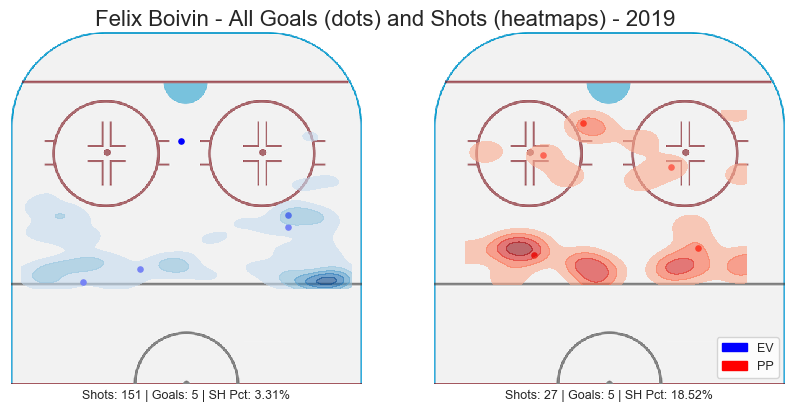 Felix Boivin - All Goals (dots) and Shots (heatmaps) - 2019
EV
PP
Shots: 151 | Goals: 5 | SH Pct: 3.31%
Shots: 27 | Goals: 5 | SH Pct: 18.52%